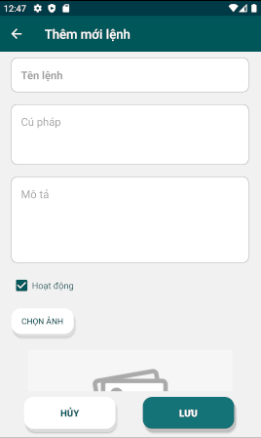 12:47
Thêm mới lệnh
Tên lệnh
Cú pháp
Mô tả
Hoạt động
CHỌN ẢNH
HỦY
LƯU